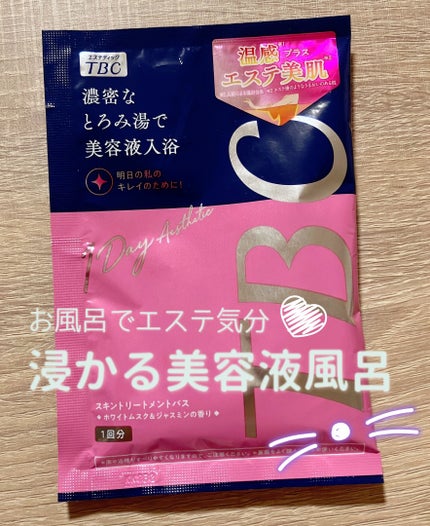 エステティック
TBC
濃密な
とろみ湯で
美容液入浴
明日の私の
キレイのために!
温感 プラス
エステ美肌
1 Day Aesthetic
TBC
お風呂でエステ気分
浸かる美容液風呂
スキントリートメントバス
ホワイトムスク&ジャスミンの香り
1回分